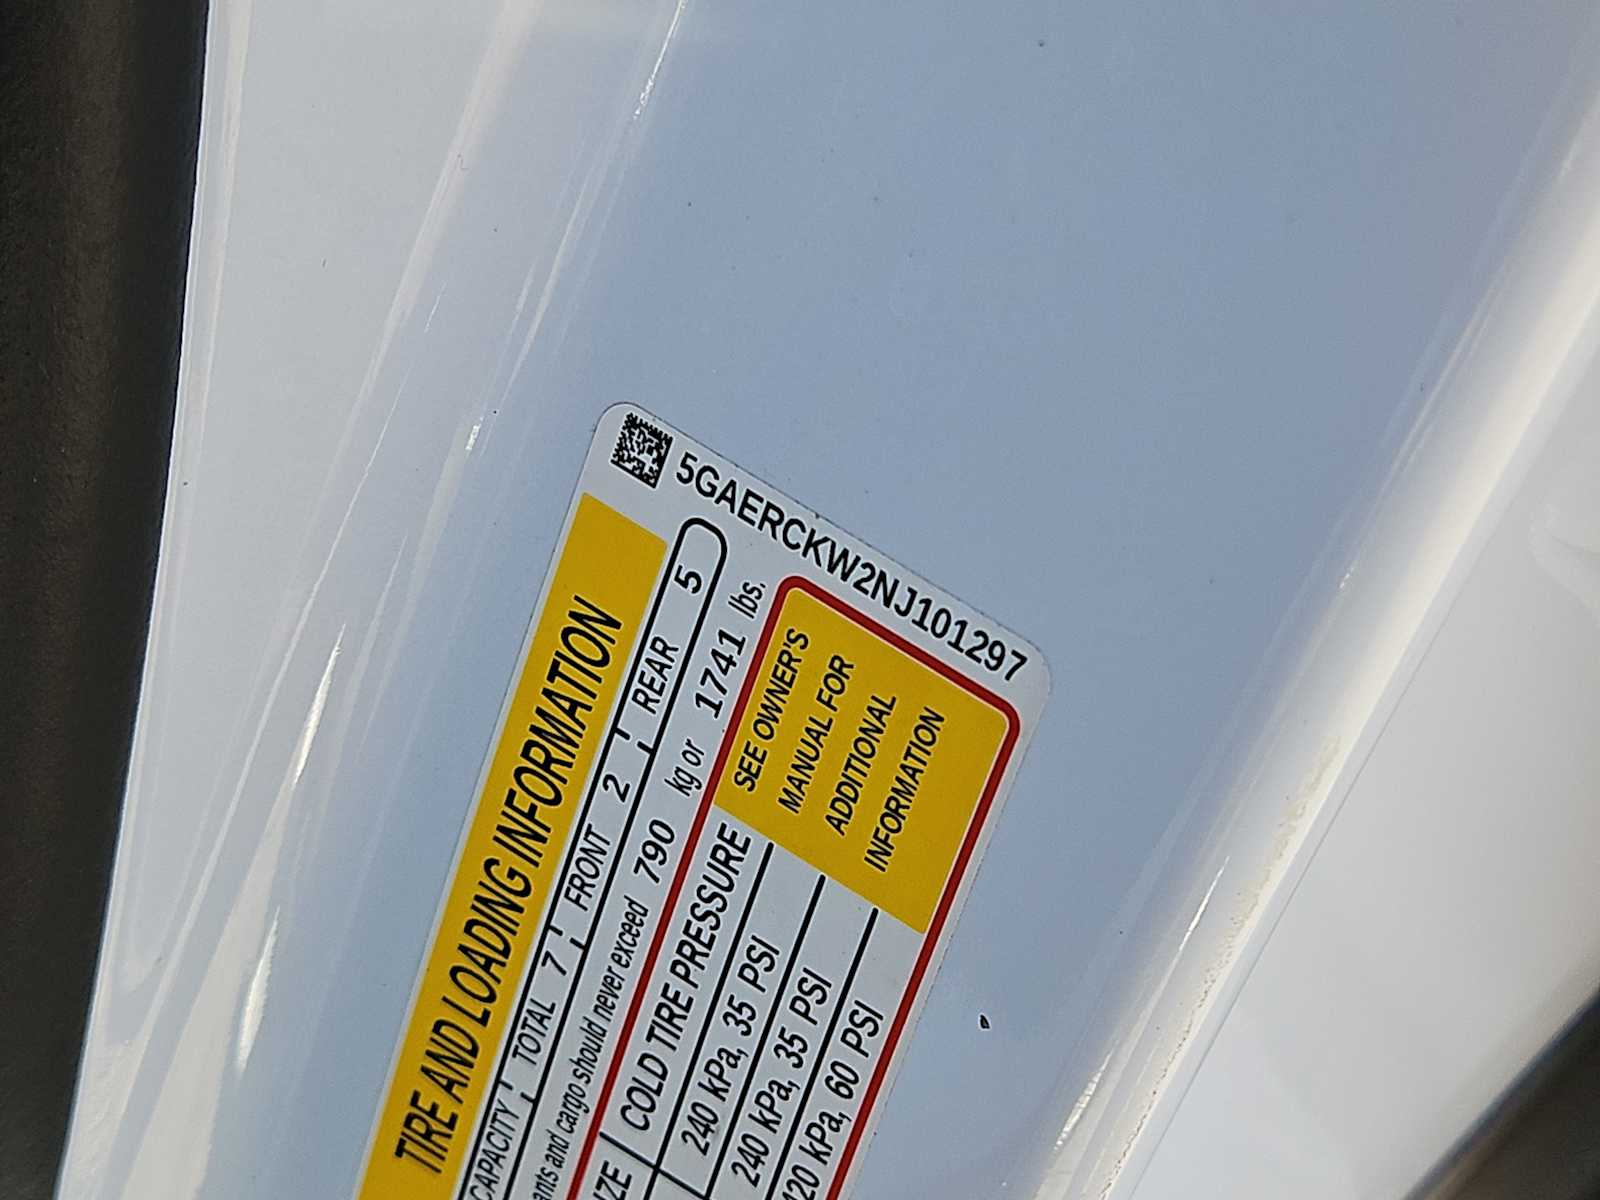 5GAERCKW2NJ101297
TIRE AND LOADING INFORMATION
CAPACITY TOTAL 7 FRONT 2 REAR 5
and cargo should never exceed 790 kg or 1741 lbs.
COLD TIRE PRESSURE
240 kPa, 35 PSI
240 kPa, 35 PSI
420 kPa, 60 PSI
SEE OWNER'S
MANUAL FOR
ADDITIONAL
INFORMATION